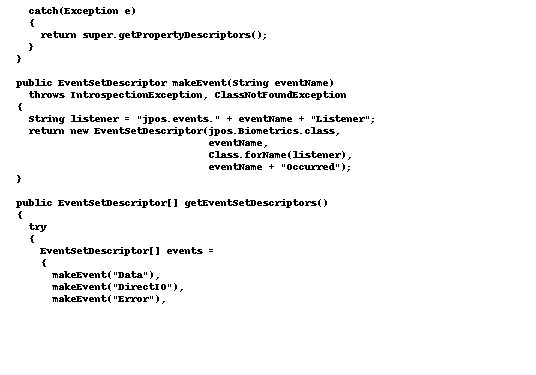 catch(Exception e)
{
return super.getPropertyDescriptors();
}
}
public EventSetDescriptor makeEvent(String eventName)
throws IntrospectionException, ClassNotFoundException
{
String listener = "jpos.events." + eventName + "Listener";
return new EventSetDescriptor(jpos.Biometrics.class,
eventName,
Class.forName(listener),
eventName + "Occurred");
}
public EventSetDescriptor[] getEventSetDescriptors()
{
try
{
EventSetDescriptor[] events =
{
makeEvent("Data"),
makeEvent("DirectIO"),
makeEvent("Error"),